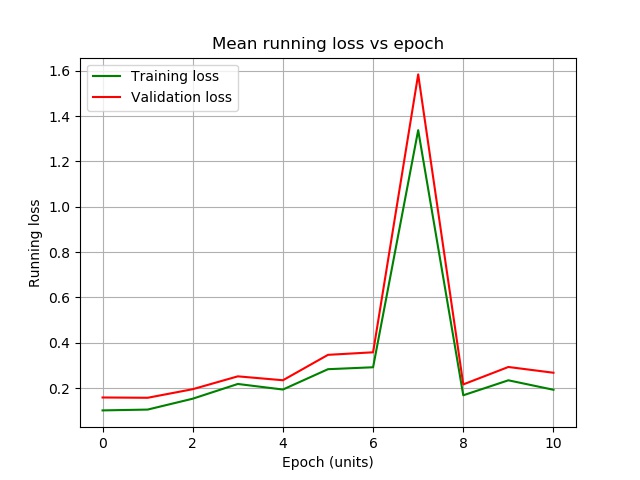 Mean running loss vs epoch
Training loss
Validation loss
1.6
1.4
1.2
1.0
0.8
0.6
0.4
0.2
Running loss
0 2 4 6 8 10
Epoch (units)